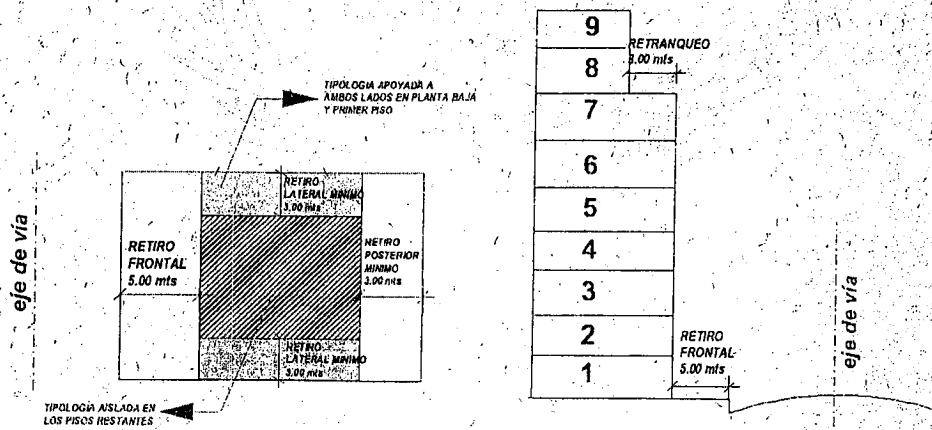 TIPOLOGIA APOYADA A
AMBOS LADOS EN PLANTA BAJA
Y PRIMER PISO
eje de vía
RETIRO
FRONTAL
5.00 mts
RETIRO
LATERAL MINIMO
3.00 mts
RETIRO
POSTERIOR
MINIMO
3.00 mts
RETIRO
LATERAL MINIMO
3.00 mts
TIPOLOGIA AISLADA EN
LOS PISOS RESTANTES
9
RETRANQUEO
3.00 mts
8
7
6
5
4
3
2
1
RETIRO
FRONTAL
5.00 mts
eje de vía